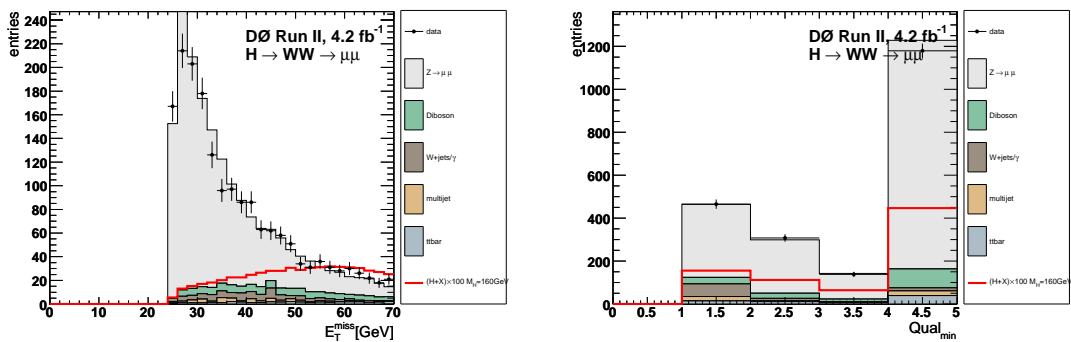 entries
240
220
200
180
160
140
120
100
80
60
40
20
0
DØ Run II, 4.2 fb⁻¹
H → WW → μμ
0 10 20 30 40 50 60 70
E_T^miss[GeV]
data
Z→μ μ
Diboson
W+jets/γ
multijet
ttbar
(H+X)×100 M_H=160GeV
entries
1200
1000
800
600
400
200
0
DØ Run II, 4.2 fb⁻¹
H → WW → μμ
0 0.5 1 1.5 2 2.5 3 3.5 4 4.5 5
Qual_min
data
Z→μ μ
Diboson
W+jets/γ
multijet
ttbar
(H+X)×100 M_H=160GeV